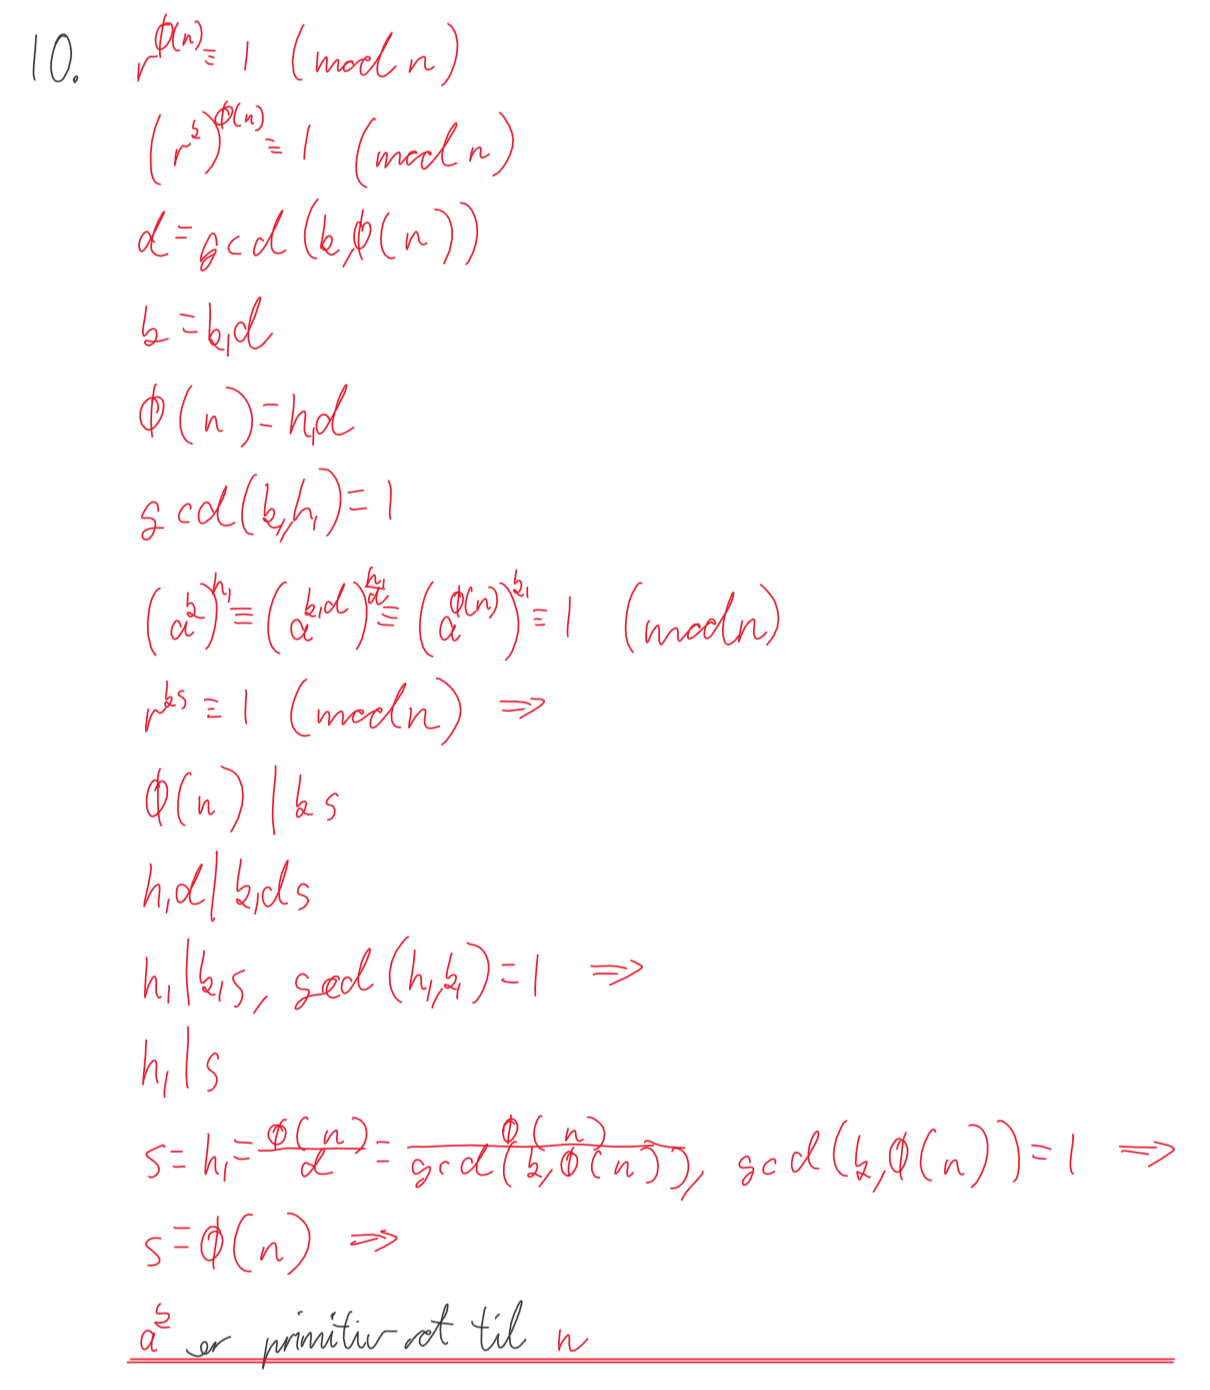 10. r^φ(n) ≡ 1 (mod n)
(r^k)^φ(n) ≡ 1 (mod n)
d = gcd(k, φ(n))
k = k₁d
φ(n) = h₁d
gcd(k₁, h₁) = 1
(a^k)^h₁ ≡ (a^(k₁d))^(h₁/d) ≡ (a^φ(n))^k₁ ≡ 1 (mod n)
r^ks ≡ 1 (mod n) ⇒
φ(n) | ks
h₁d | k₁ds
h₁ | k₁s, gcd(h₁, k₁) = 1 ⇒
h₁ | s
s = h₁ = φ(n)/d = φ(n)/gcd(k, φ(n)), gcd(k, φ(n)) = 1 ⇒
s = φ(n) ⇒
a^k er primitiv rot til n